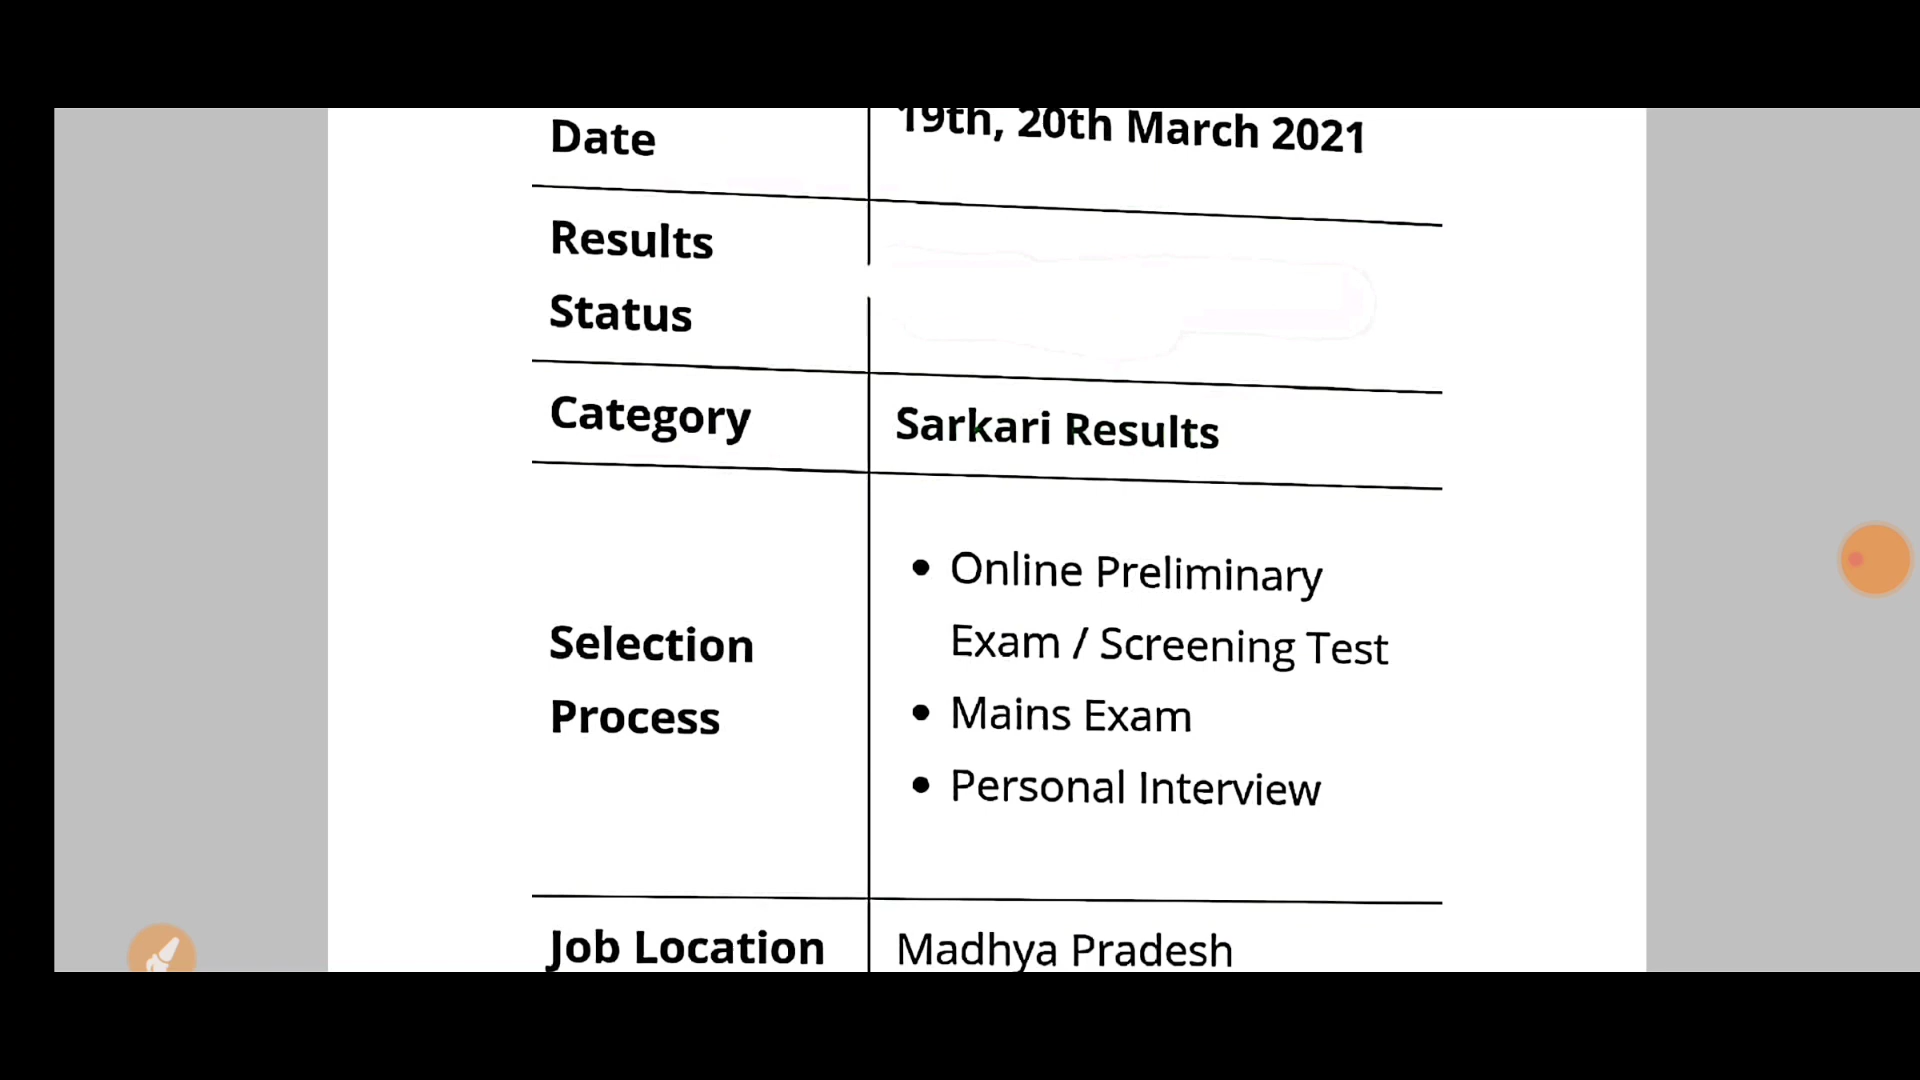 Date
19th, 20th March 2021
Results
Status
Category
Sarkari Results
Selection
Process
• Online Preliminary
Exam / Screening Test
• Mains Exam
• Personal Interview
Job Location
Madhya Pradesh